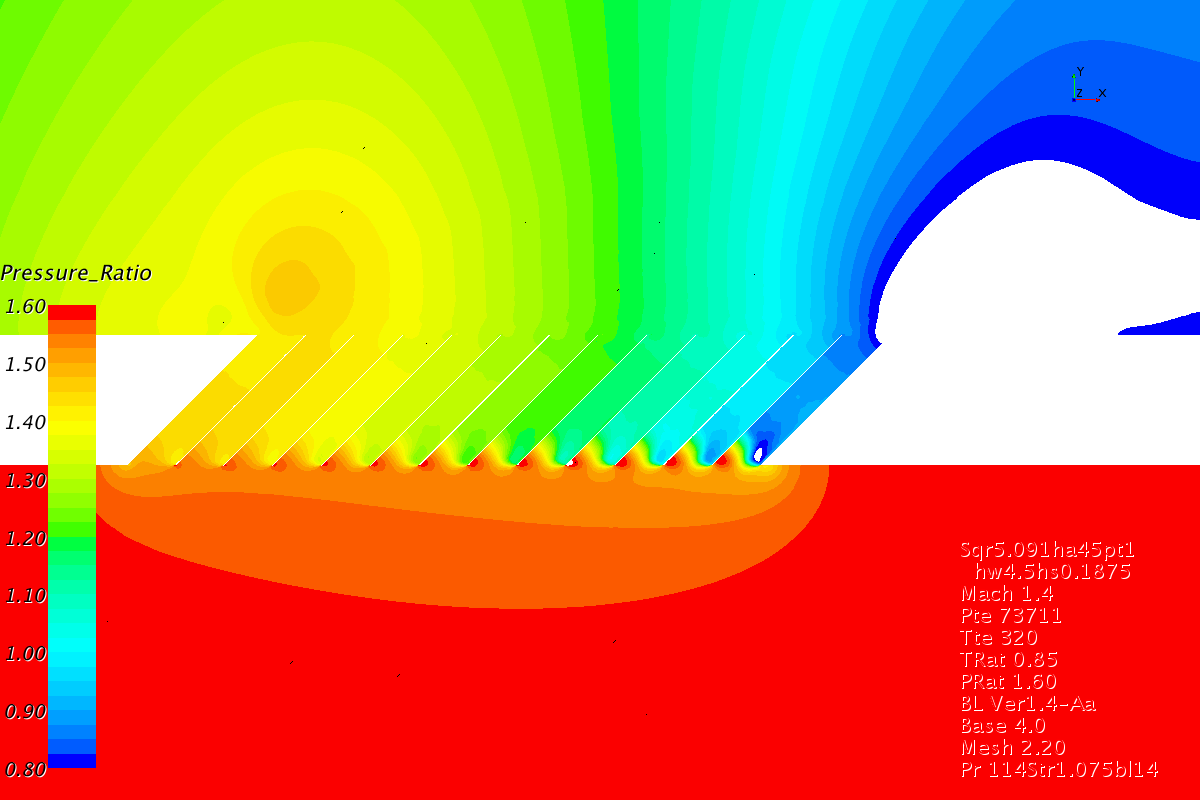 Y
Z X
Pressure_Ratio
1.60
1.50
1.40
1.30
1.20
1.10
1.00
0.90
0.80
Sqr5.091ha45pt1
hw4.5hs0.1875
Mach 1.4
Pte 73711
Tte 320
TRat 0.85
PRat 1.60
BL Ver1.4-Aa
Base 4.0
Mesh 2.20
Pr 114Str1.075bl14